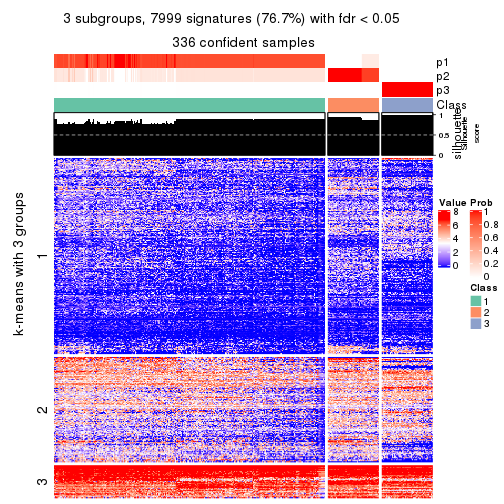 3 subgroups, 7999 signatures (76.7%) with fdr < 0.05
336 confident samples
p1
p2
p3
Class
1
0.5
0
silhouette
Silhouette
score
k-means with 3 groups
1
2
3
Value
8
6
4
2
0
Prob
1
0.8
0.6
0.4
0.2
0
Class
1
2
3